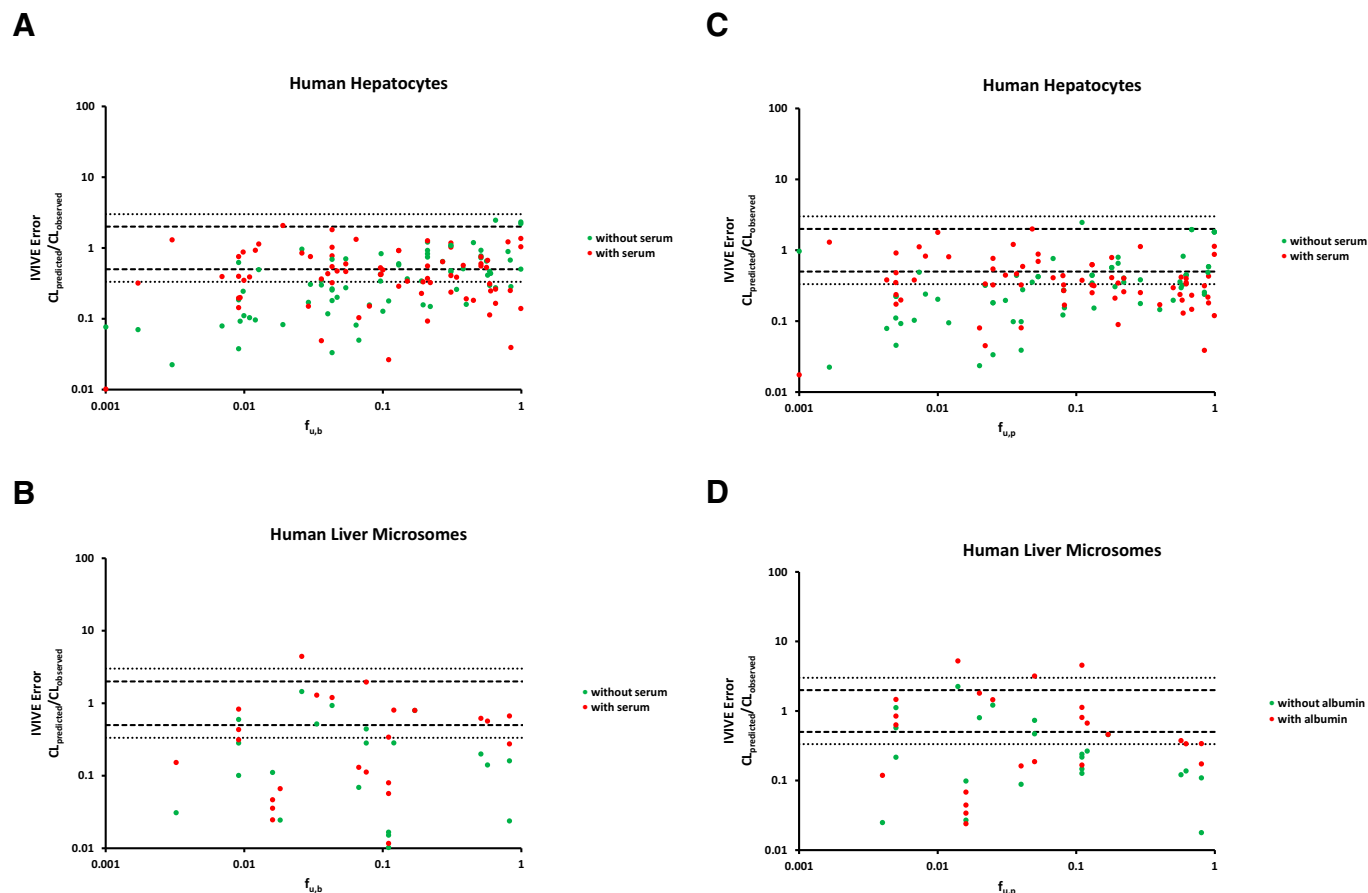 A
Human Hepatocytes
IVIVE Error
CLpredicted/CLobserved
100
10
1
0.1
0.01
0.001
0.01
0.1
1
fu,b
without serum
with serum
B
Human Liver Microsomes
IVIVE Error
CLpredicted/CLobserved
100
10
1
0.1
0.01
0.001
0.01
0.1
1
fu,b
without serum
with serum
C
Human Hepatocytes
IVIVE Error
CLpredicted/CLobserved
100
10
1
0.1
0.01
0.001
0.01
0.1
1
fu,p
without serum
with serum
D
Human Liver Microsomes
IVIVE Error
CLpredicted/CLobserved
100
10
1
0.1
0.01
0.001
0.01
0.1
1
fu,p
without albumin
with albumin